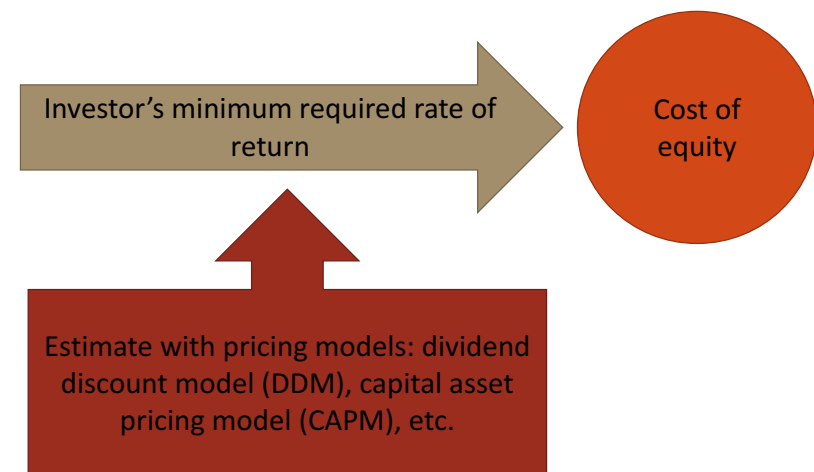 Investor’s minimum required rate of
return
Cost of
equity
Estimate with pricing models: dividend
discount model (DDM), capital asset
pricing model (CAPM), etc.